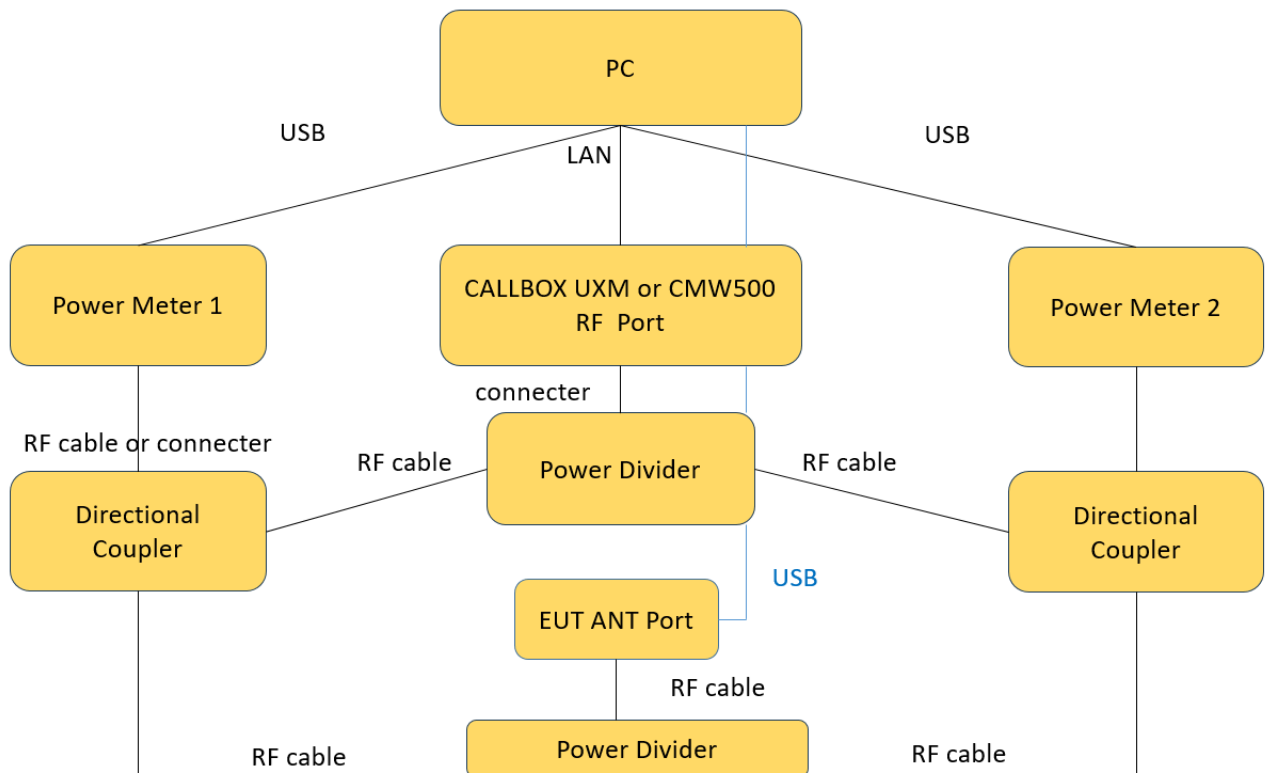 PC
USB
LAN
USB
Power Meter 1
CALLBOX UXM or CMW500
RF Port
Power Meter 2
connecter
RF cable or connecter
RF cable
Power Divider
RF cable
Directional
Coupler
Directional
Coupler
USB
EUT ANT Port
RF cable
RF cable
Power Divider
RF cable